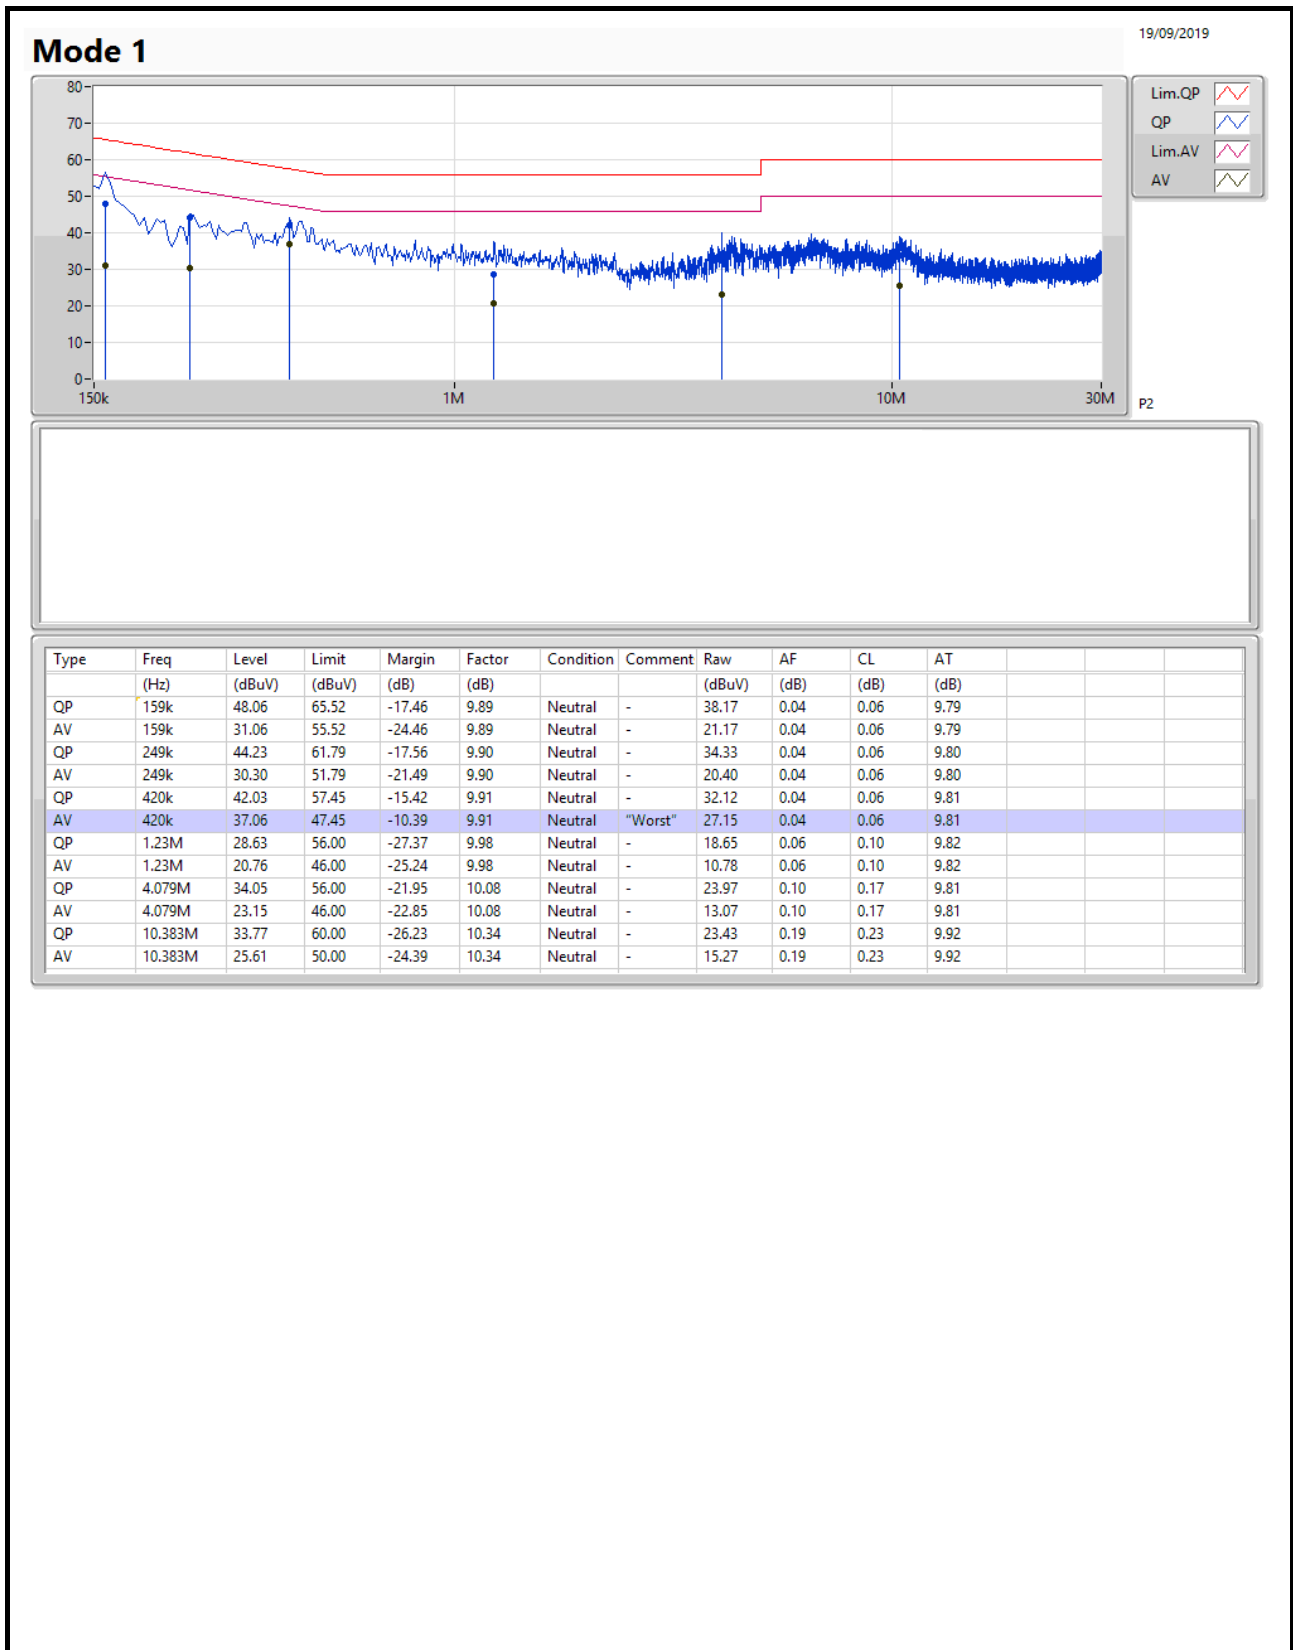 19/09/2019
Mode 1
80
70
60
50
40
30
20
10
0
150k 1M 10M 30M
Lim.QP
QP
Lim.AV
AV
P2
Type Freq Level Limit Margin Factor Condition Comment Raw AF CL AT
(Hz) (dBuV) (dBuV) (dB) (dB) (dBuV) (dB) (dB) (dB)
QP 159k 48.06 65.52 -17.46 9.89 Neutral - 38.17 0.04 0.06 9.79
AV 159k 31.06 55.52 -24.46 9.89 Neutral - 21.17 0.04 0.06 9.79
QP 249k 44.23 61.79 -17.56 9.90 Neutral - 34.33 0.04 0.06 9.80
AV 249k 30.30 51.79 -21.49 9.90 Neutral - 20.40 0.04 0.06 9.80
QP 420k 42.03 57.45 -15.42 9.91 Neutral - 32.12 0.04 0.06 9.81
AV 420k 37.06 47.45 -10.39 9.91 Neutral "Worst" 27.15 0.04 0.06 9.81
QP 1.23M 28.63 56.00 -27.37 9.98 Neutral - 18.65 0.06 0.10 9.82
AV 1.23M 20.76 46.00 -25.24 9.98 Neutral - 10.78 0.06 0.10 9.82
QP 4.079M 34.05 56.00 -21.95 10.08 Neutral - 23.97 0.10 0.17 9.81
AV 4.079M 23.15 46.00 -22.85 10.08 Neutral - 13.07 0.10 0.17 9.81
QP 10.383M 33.77 60.00 -26.23 10.34 Neutral - 23.43 0.19 0.23 9.92
AV 10.383M 25.61 50.00 -24.39 10.34 Neutral - 15.27 0.19 0.23 9.92